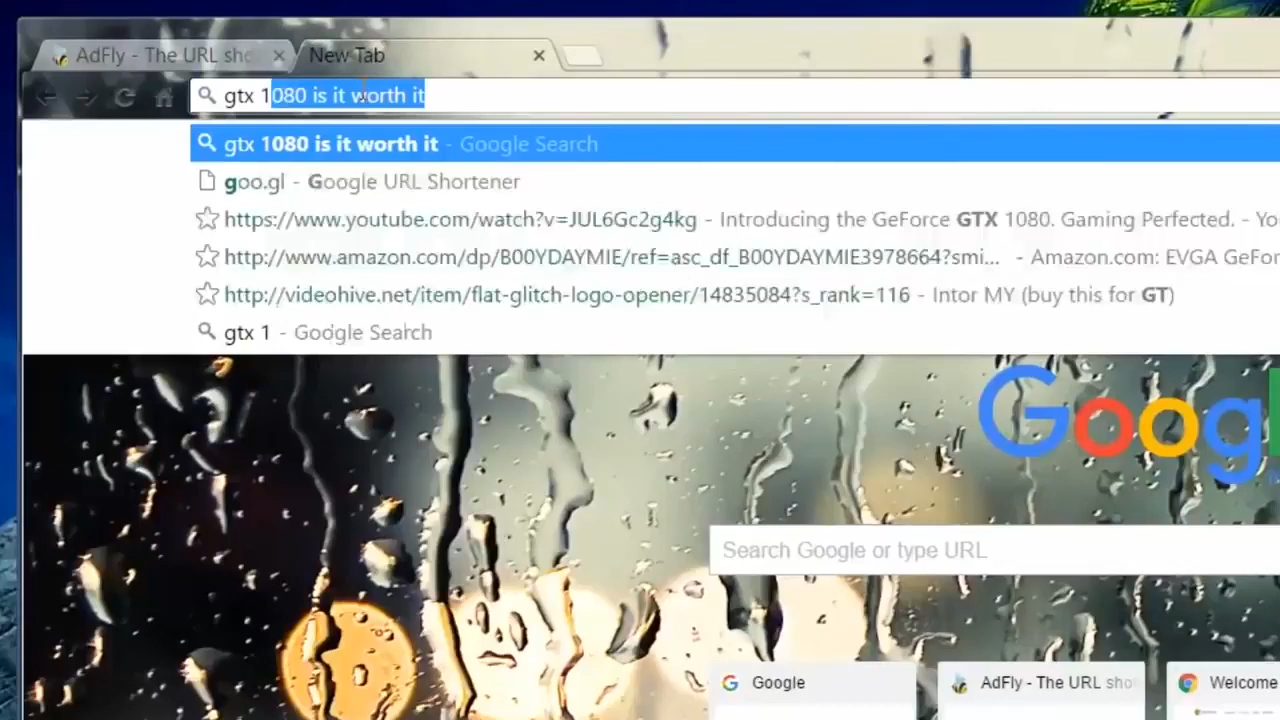 AdFly - The URL sho
New Tab
gtx 1080 is it worth it
gtx 1080 is it worth it - Google Search
goo.gl - Google URL Shortener
https://www.youtube.com/watch?v=JUL6Gc2g4kg - Introducing the GeForce GTX 1080. Gaming Perfected. - Yo
http://www.amazon.com/dp/B00YDAYMIE/ref=asc_df_B00YDAYMIE3978664?smi... - Amazon.com: EVGA GeFor
http://videohive.net/item/flat-glitch-logo-opener/14835084?s_rank=116 - Intor MY (buy this for GT)
gtx 1 - Google Search
Goog
Search Google or type URL
Google
AdFly - The URL sho
Welcome